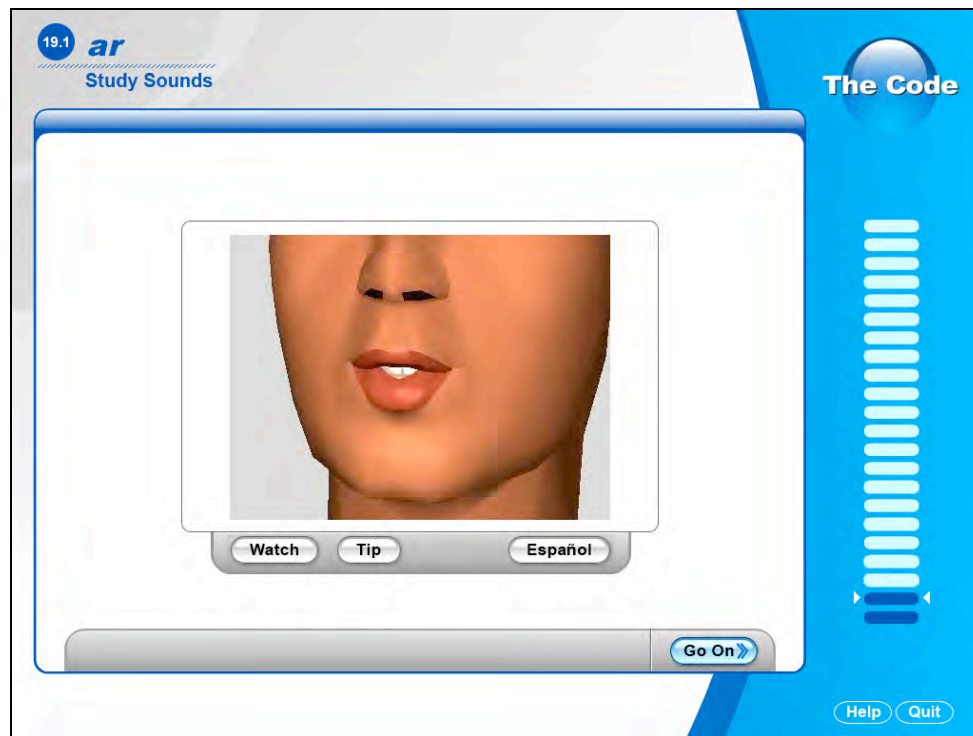 19.1 ar
Study Sounds
The Code
Watch Tip Español
Go On
Help Quit